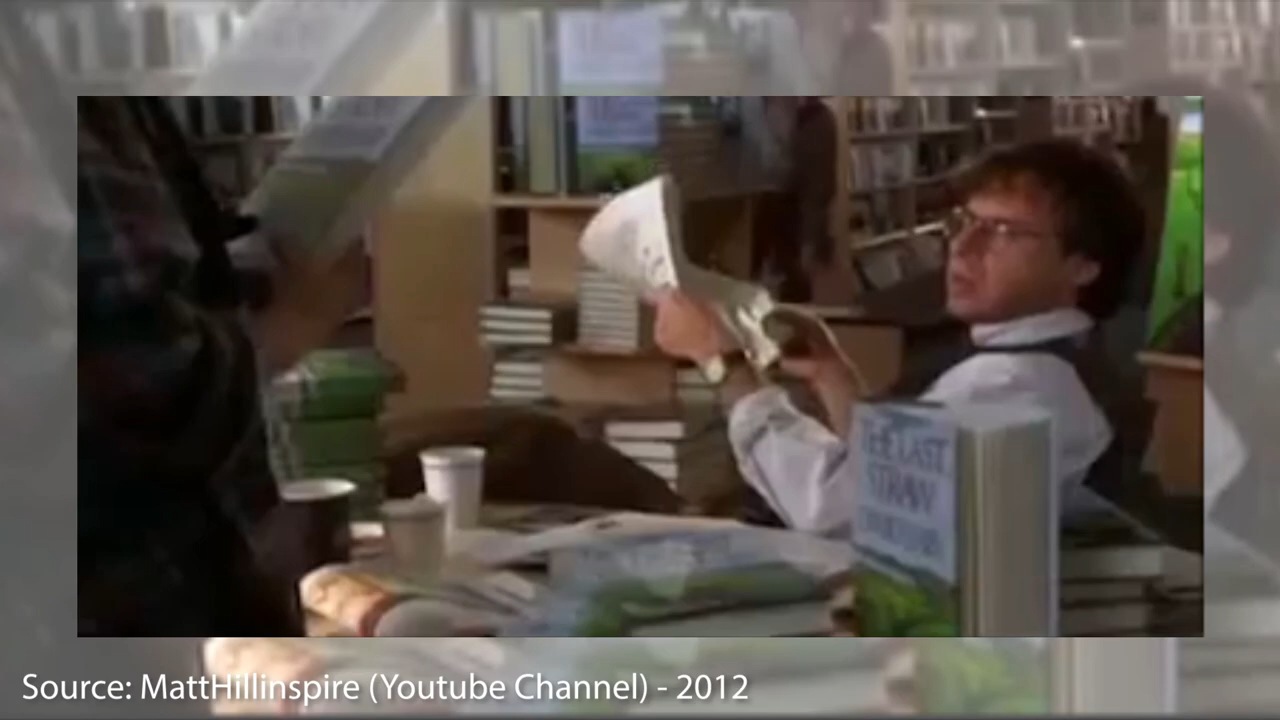 THE LAST
STRAW
Source: MattHillinspire (Youtube Channel) - 2012